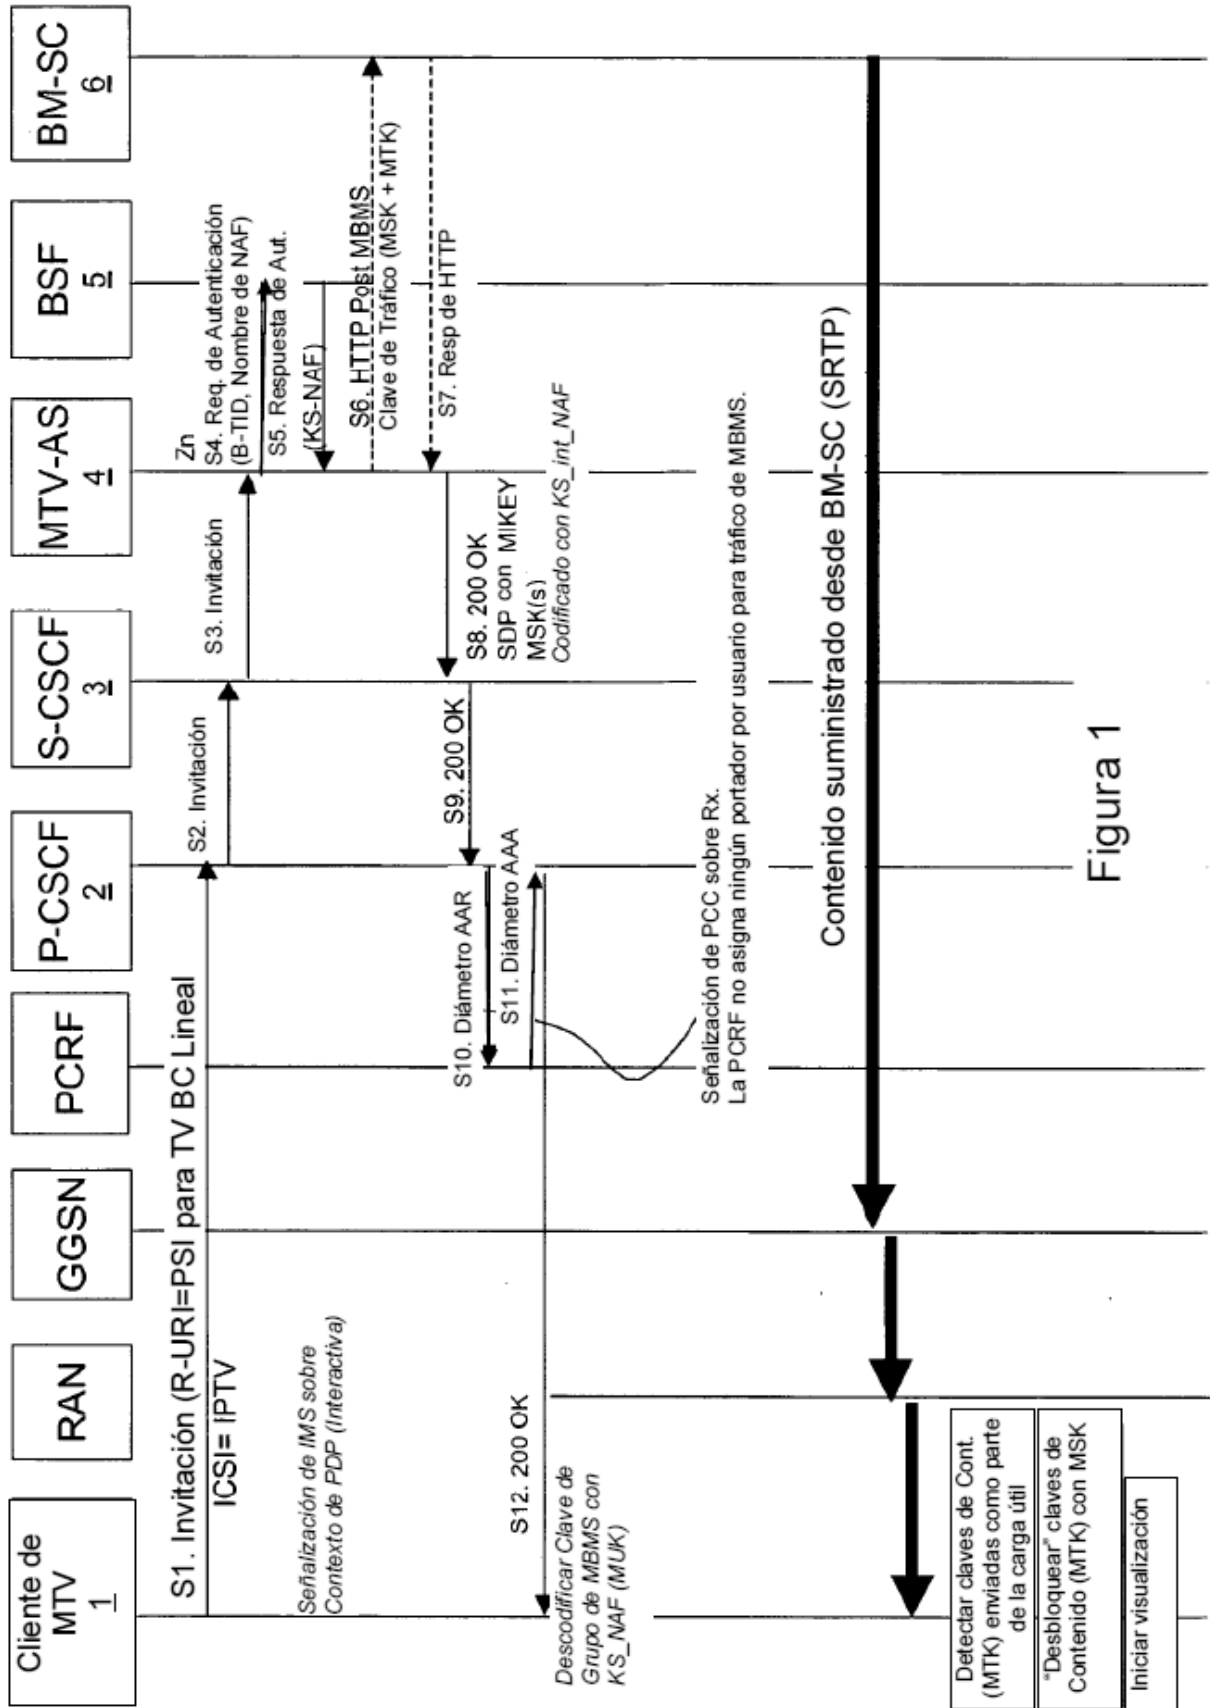 Cliente de
MTV
1
RAN
GGSN
PCRF
P-CSCF
2
S-CSCF
3
MTV-AS
4
BSF
5
BM-SC
6
S1. Invitación (R-URI=PSI para TV BC Lineal
ICSI= IPTV
Señalización de IMS sobre
Contexto de PDP (Interactiva)
S2. Invitación
S3. Invitación
Zn
S4. Req. de Autenticación
(B-TID, Nombre de NAF)
S5. Respuesta de Aut.
(KS-NAF)
S6. HTTP Post MBMS
Clave de Tráfico (MSK + MTK)
S7. Resp de HTTP
S8. 200 OK
SDP con MIKEY
MSK(s)
Codificado con KS_int_NAF
S9. 200 OK
S10. Diámetro AAR
S11. Diámetro AAA
S12. 200 OK
Descodificar Clave de
Grupo de MBMS con
KS_NAF (MUK)
Señalización de PCC sobre Rx.
La PCRF no asigna ningún portador por usuario para tráfico de MBMS.
Contenido suministrado desde BM-SC (SRTP)
Detectar claves de Cont.
(MTK) enviadas como parte
de la carga útil
"Desbloquear" claves de
Contenido (MTK) con MSK
Iniciar visualización
Figura 1